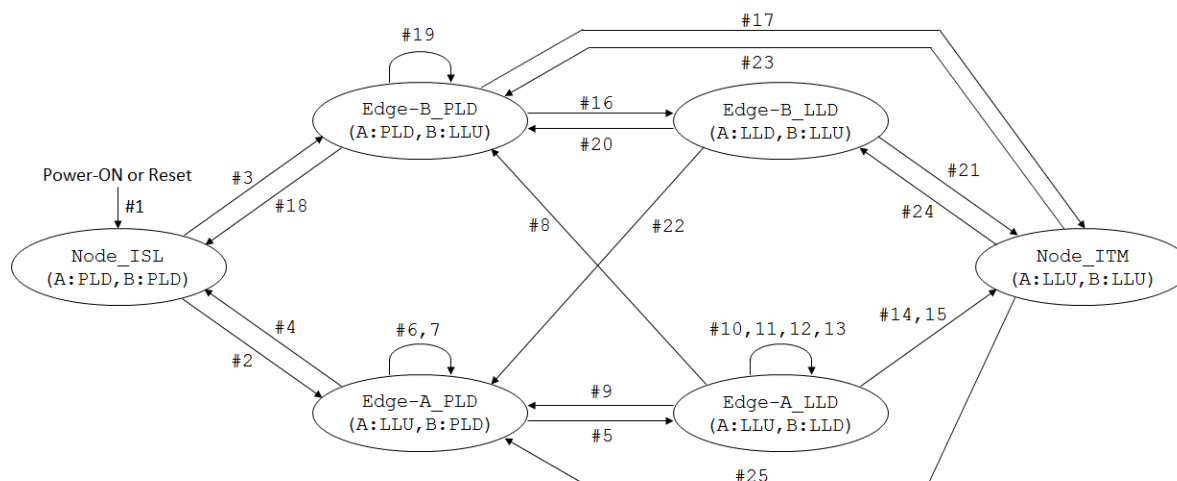 #17
#19
#23
Edge-B_PLD
(A:PLD,B:LLU)
#16
#20
Edge-B_LLD
(A:LLD,B:LLU)
Power-ON or Reset
#1
#3
#18
#21
#24
#8
#22
Node_ISL
(A:PLD,B:PLD)
Node_ITM
(A:LLU,B:LLU)
#4
#2
#6,7
#10,11,12,13
#14,15
Edge-A_PLD
(A:LLU,B:PLD)
#9
#5
Edge-A_LLD
(A:LLU,B:LLD)
#25